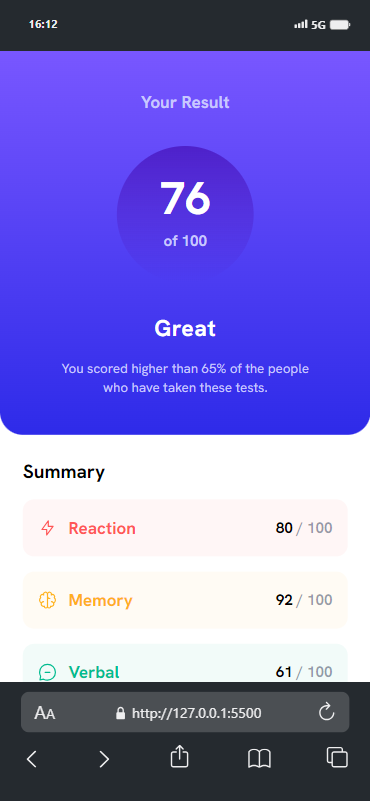 16:12 5G
Your Result
76
of 100
Great
You scored higher than 65% of the people
who have taken these tests.
Summary
Reaction 80 / 100
Memory 92 / 100
Verbal 61 / 100
AA http://127.0.0.1:5500